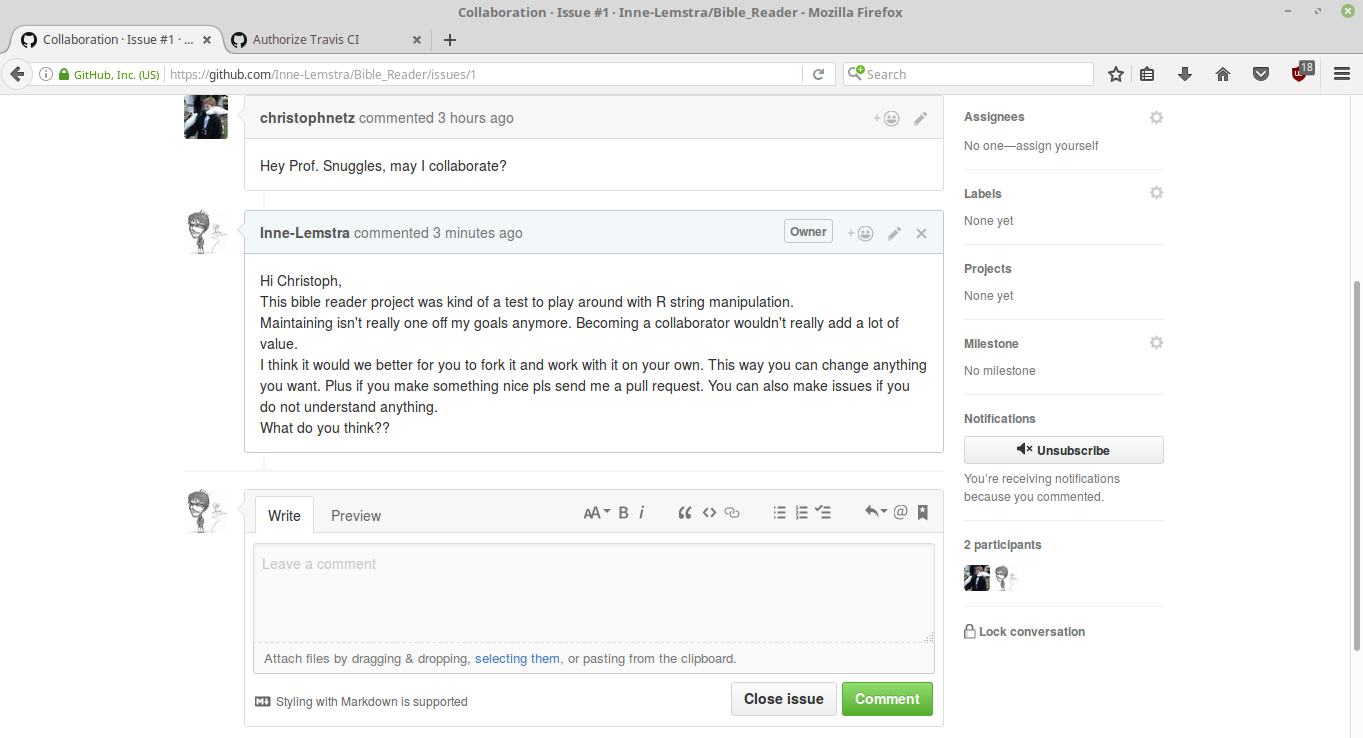 Collaboration · Issue #1 · Inne-Lemstra/Bible_Reader - Mozilla Firefox
Collaboration · Issue #1 · ...
Authorize Travis CI
GitHub, Inc. (US)
https://github.com/Inne-Lemstra/Bible_Reader/issues/1
Search
18
christophnetz commented 3 hours ago
Hey Prof. Snuggles, may I collaborate?
Inne-Lemstra commented 3 minutes ago
Owner
Hi Christoph,
This bible reader project was kind of a test to play around with R string manipulation.
Maintaining isn't really one off my goals anymore. Becoming a collaborator wouldn't really add a lot of
value.
I think it would we better for you to fork it and work with it on your own. This way you can change anything
you want. Plus if you make something nice pls send me a pull request. You can also make issues if you
do not understand anything.
What do you think??
Write
Preview
AA
B
i
@
Leave a comment
Attach files by dragging & dropping, selecting them, or pasting from the clipboard.
Styling with Markdown is supported
Close issue
Comment
Assignees
No one—assign yourself
Labels
None yet
Projects
None yet
Milestone
No milestone
Notifications
Unsubscribe
You're receiving notifications
because you commented.
2 participants
Lock conversation